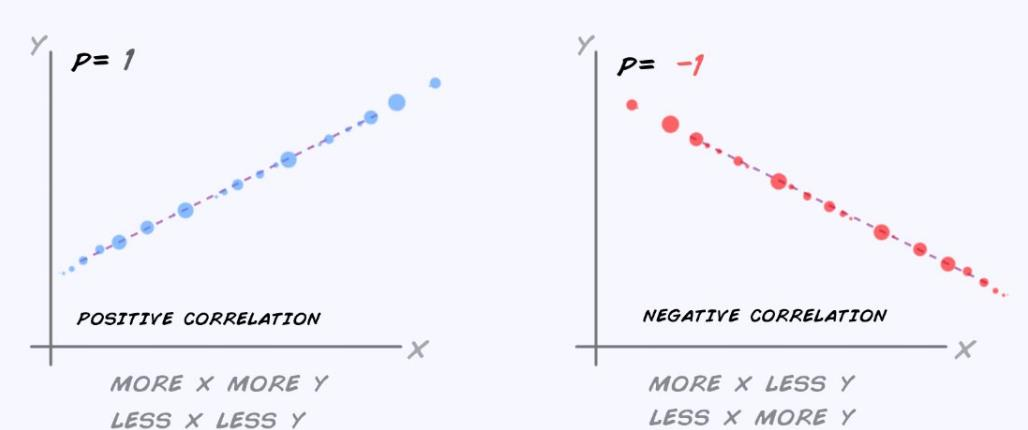 Y
P= 1
POSITIVE CORRELATION
X
MORE X MORE Y
LESS X LESS Y
Y
P= -1
NEGATIVE CORRELATION
X
MORE X LESS Y
LESS X MORE Y